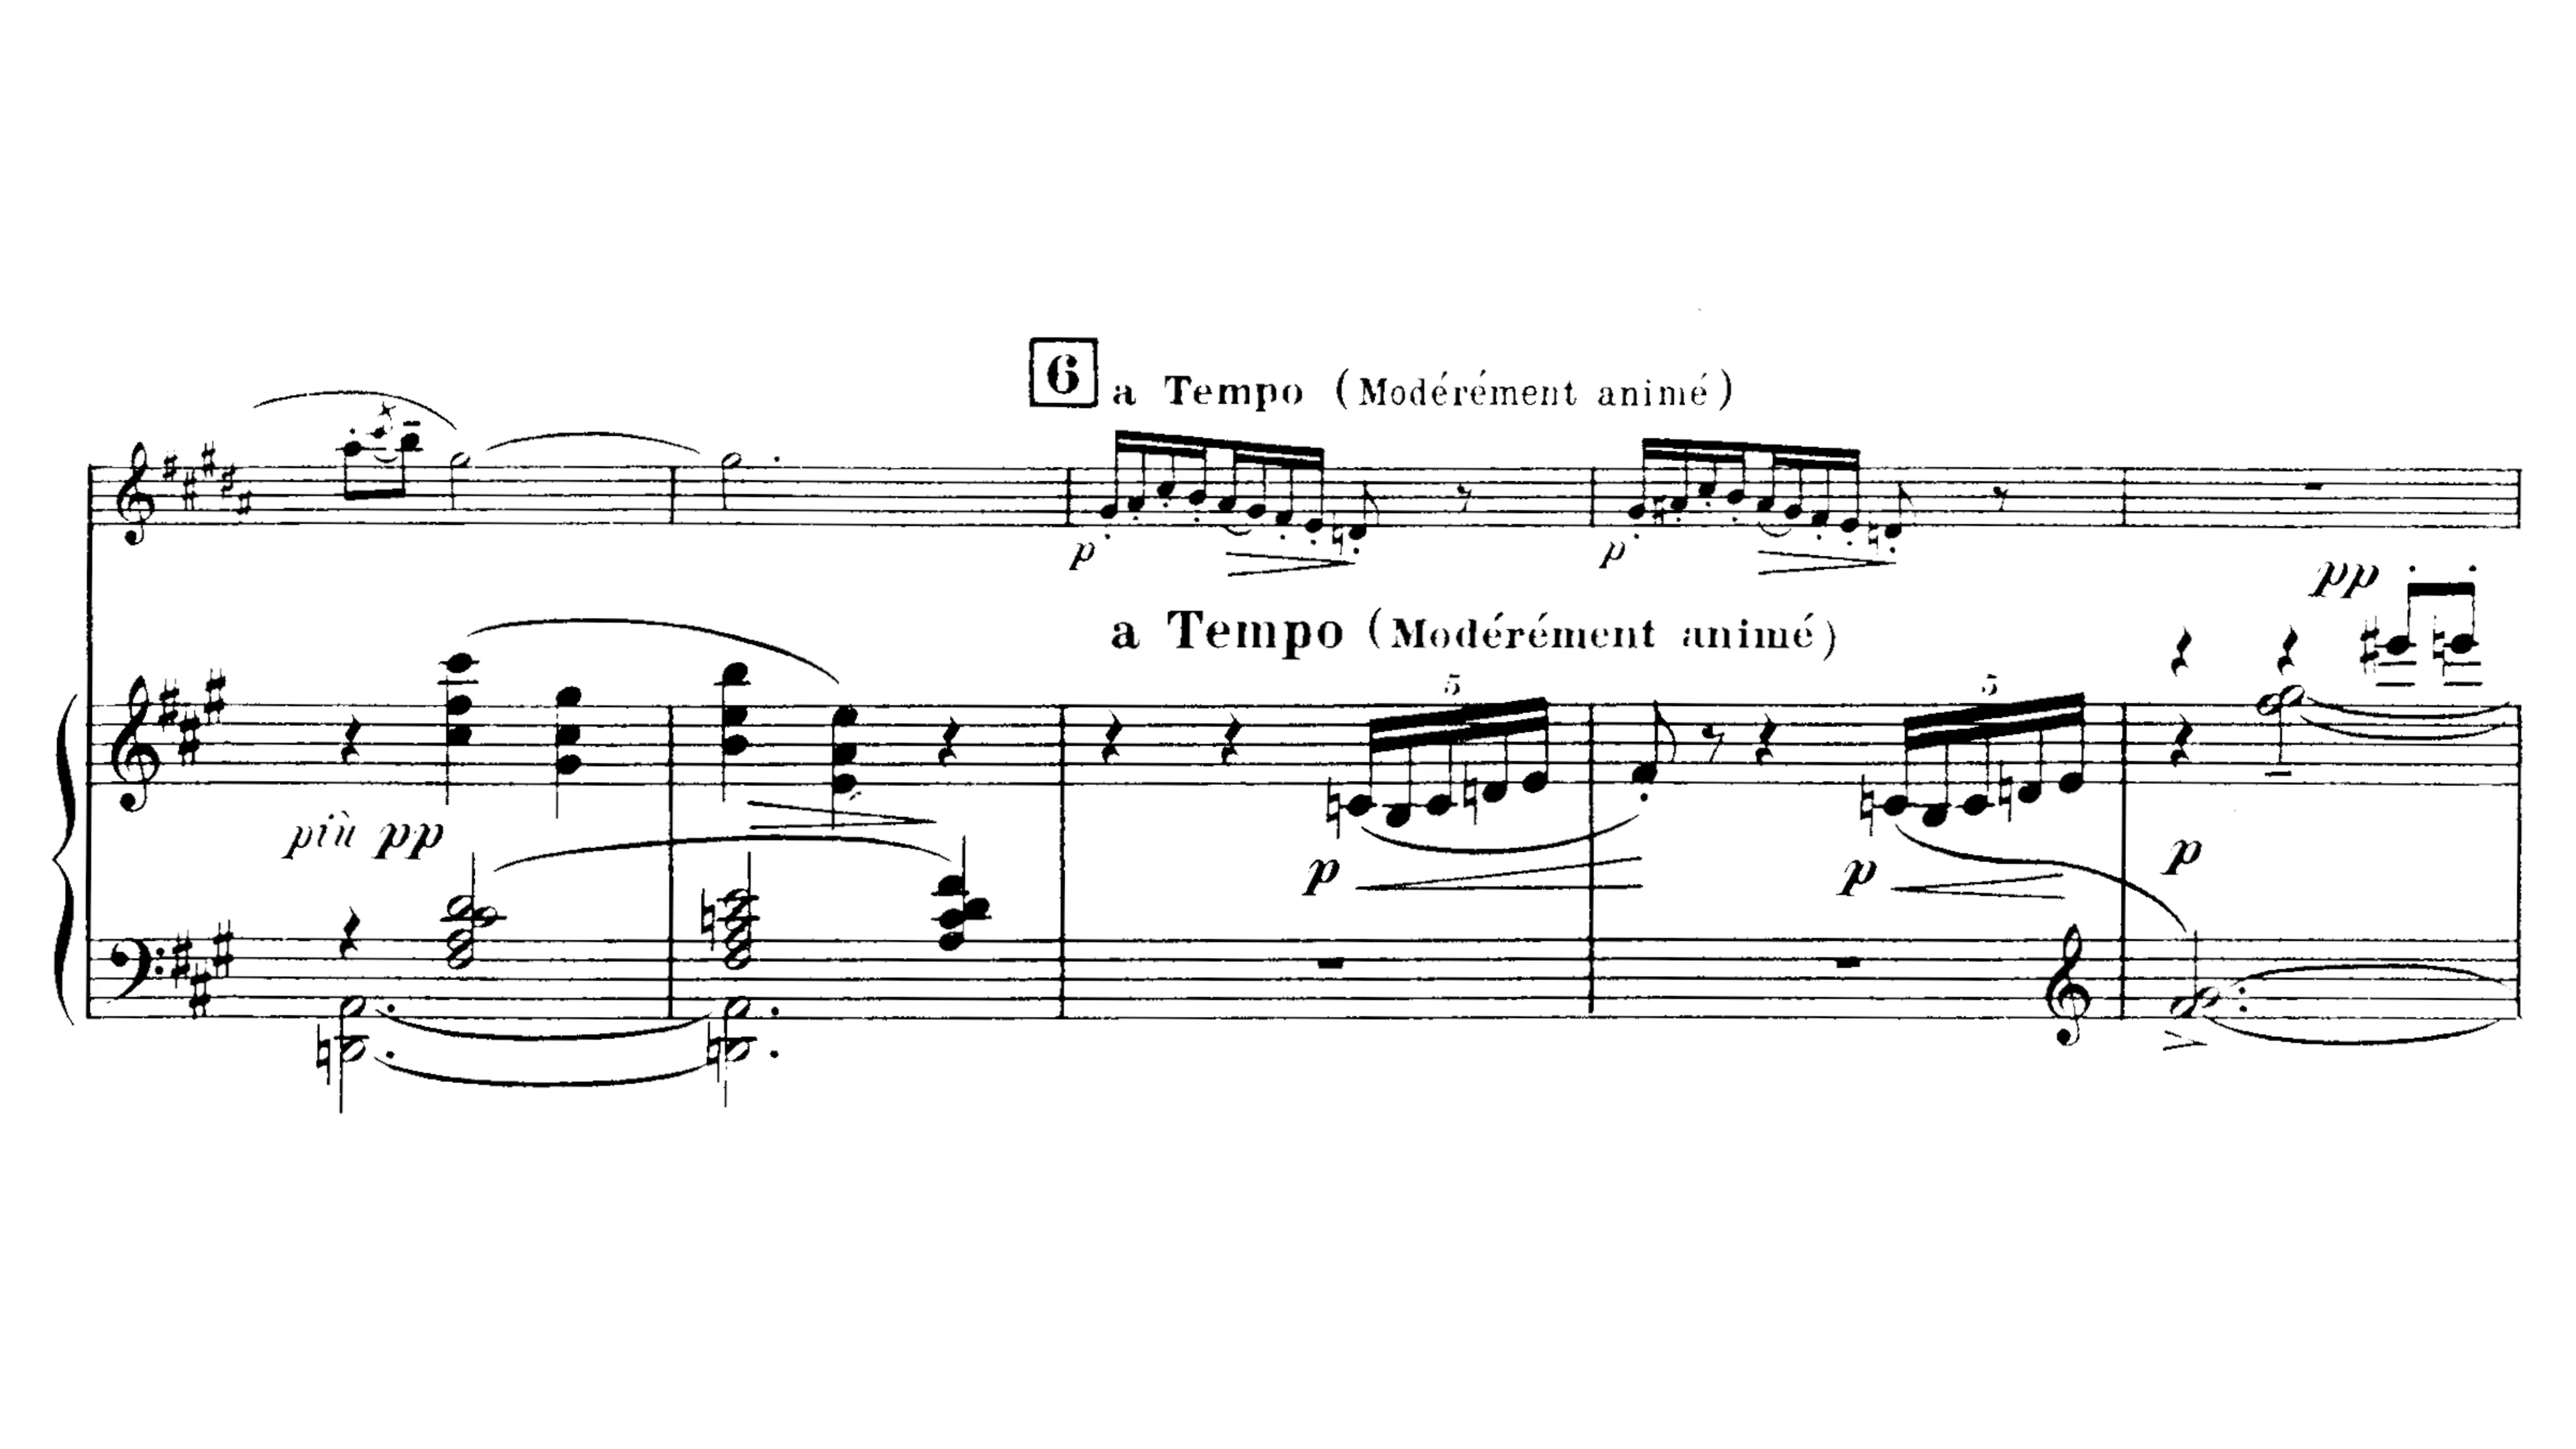 6 a Tempo (Modérément animé)
p p
pp
a Tempo (Modérément animé)
5 5
più pp p p p